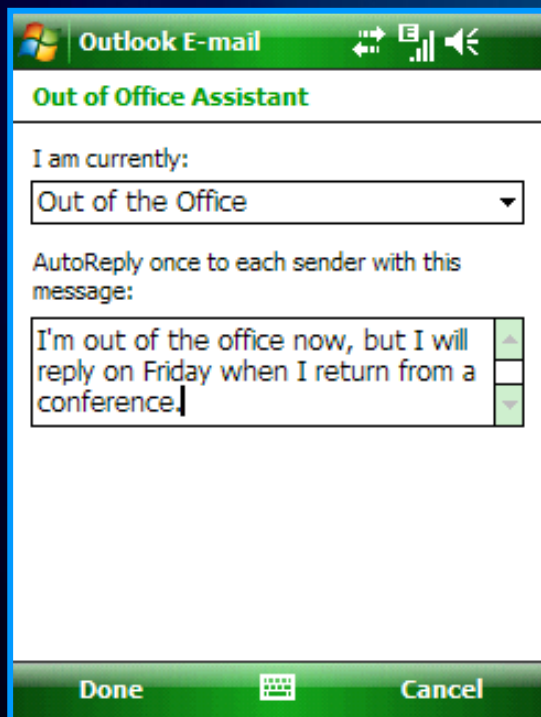 Outlook E-mail
E
Out of Office Assistant
I am currently:
Out of the Office
AutoReply once to each sender with this
message:
I'm out of the office now, but I will
reply on Friday when I return from a
conference.
Done Cancel